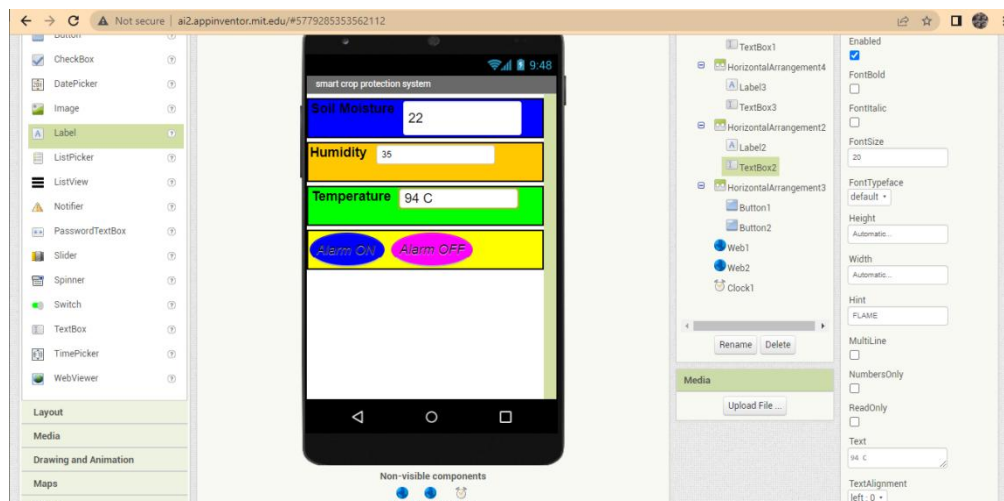 Not secure | ai2.appinventor.mit.edu/#5779285353562112
Button
CheckBox
DatePicker
Image
Label
ListPicker
ListView
Notifier
PasswordTextBox
Slider
Spinner
Switch
TextBox
TimePicker
WebViewer
Layout
Media
Drawing and Animation
Maps
9:48
smart crop protection system
Soil Moisture 22
Humidity 35
Temperature 94 C
Alarm ON Alarm OFF
Non-visible components
TextBox1
HorizontalArrangement4
Label3
TextBox3
HorizontalArrangement2
Label2
TextBox2
HorizontalArrangement3
Button1
Button2
Web1
Web2
Clock1
Rename Delete
Media
Upload File ...
Enabled
FontBold
FontItalic
FontSize
20
FontTypeface
default
Height
Automatic...
Width
Automatic...
Hint
FLAME
MultiLine
NumbersOnly
ReadOnly
Text
94 C
TextAlignment
left : 0